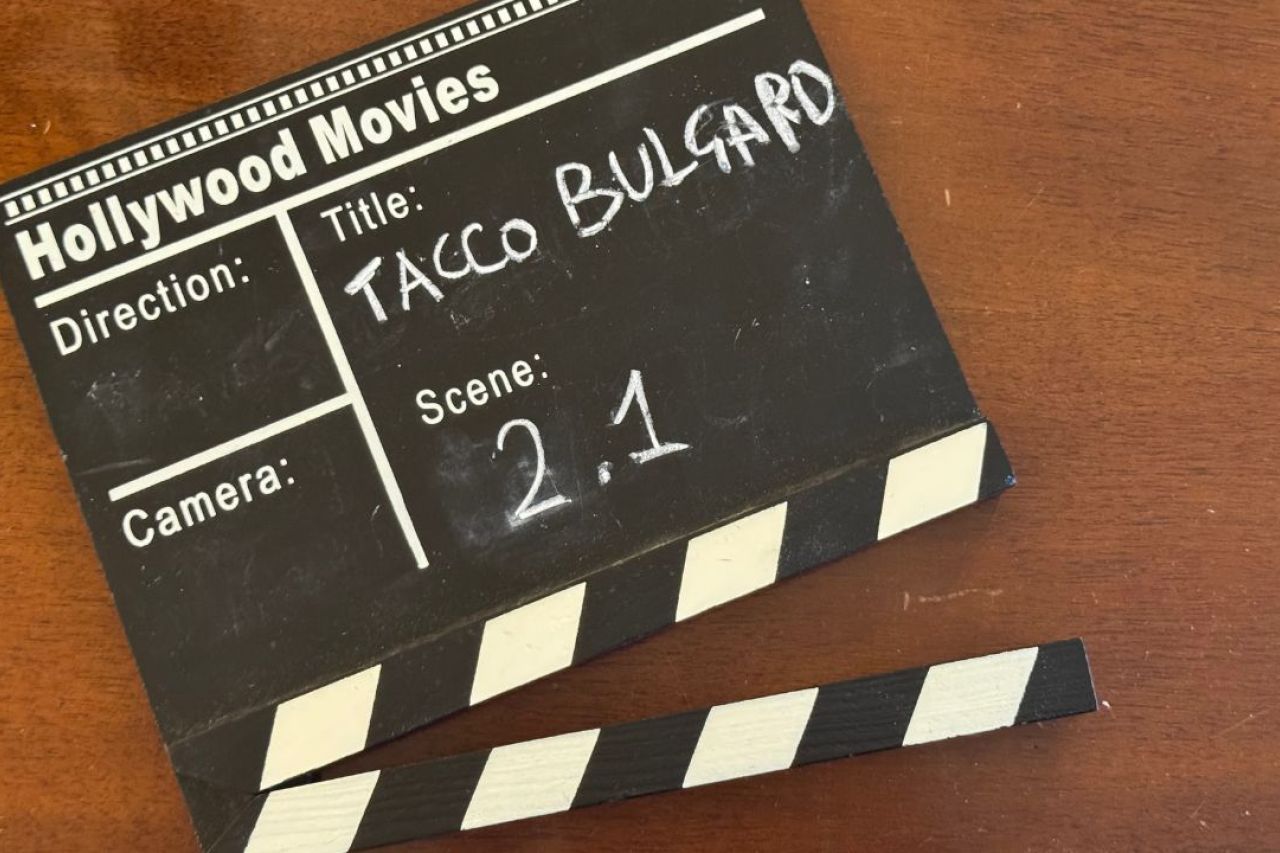 Hollywood Movies
Direction:
Title:
TACCO BULGARO
Scene:
2.1
Camera: